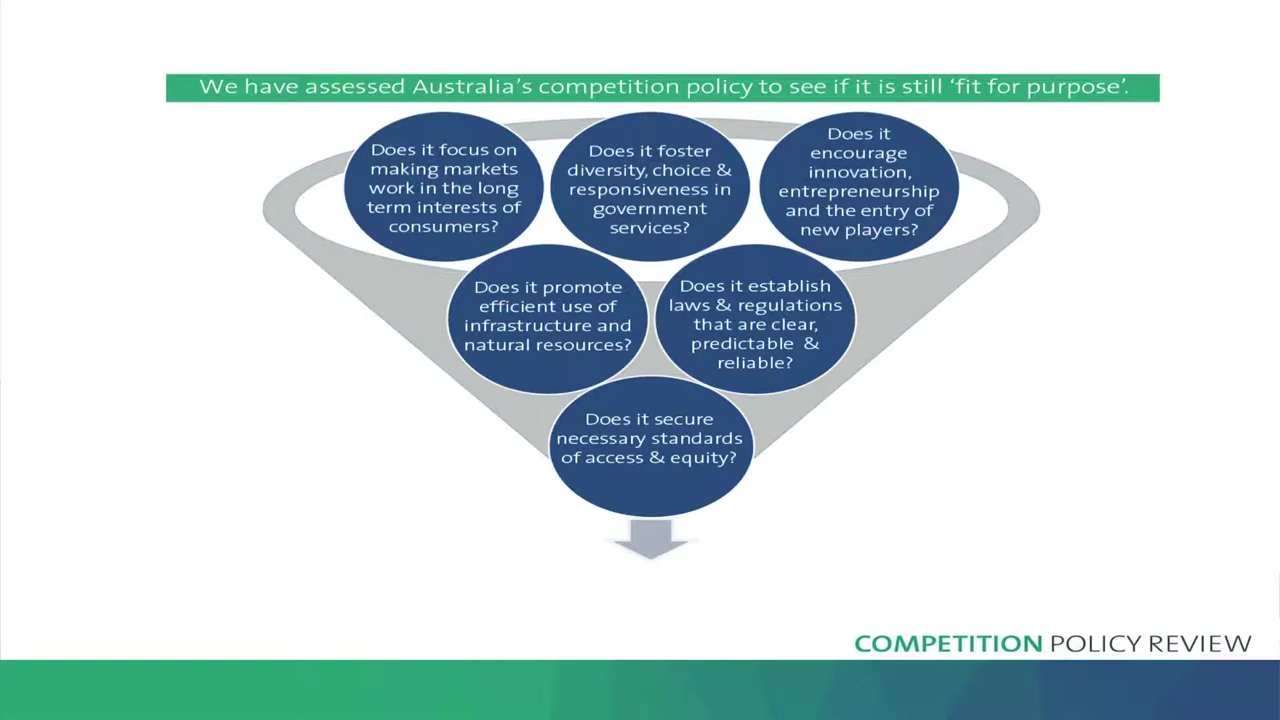 We have assessed Australia’s competition policy to see if it is still ‘fit for purpose’.
Does it focus on
making markets
work in the long
term interests of
consumers?
Does it foster
diversity, choice &
responsiveness in
government
services?
Does it
encourage
innovation,
entrepreneurship
and the entry of
new players?
Does it promote
efficient use of
infrastructure and
natural resources?
Does it establish
laws & regulations
that are clear,
predictable &
reliable?
Does it secure
necessary standards
of access & equity?
COMPETITION POLICY REVIEW